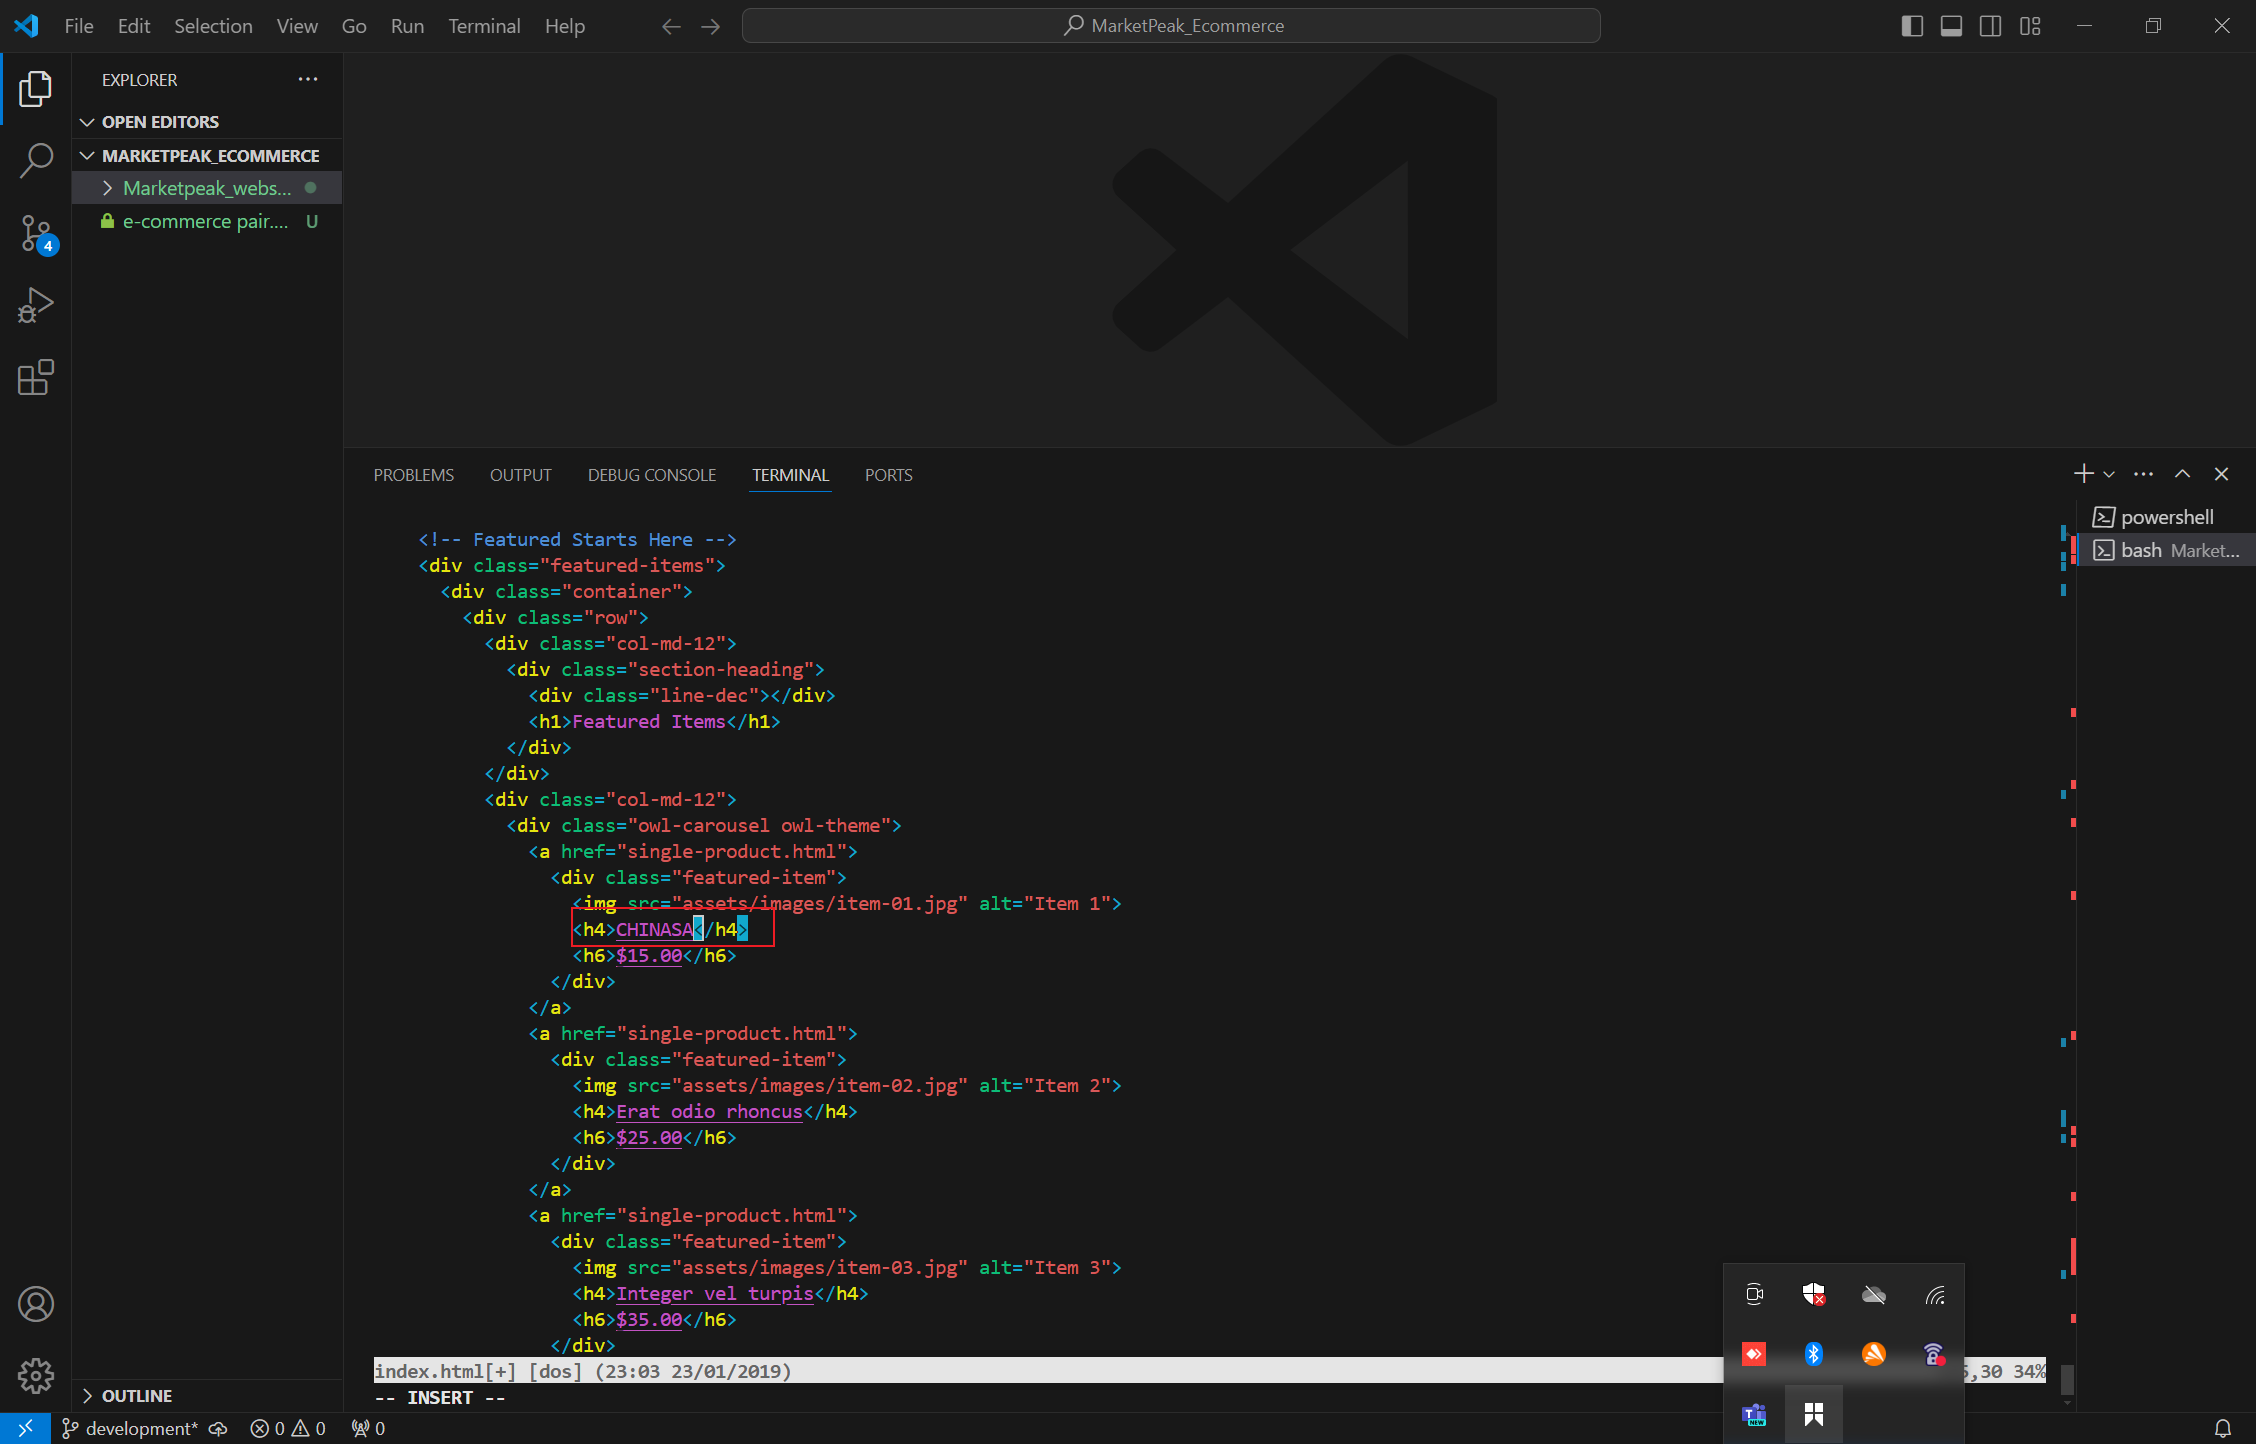 File Edit Selection View Go Run Terminal Help
MarketPeak_Ecommerce
EXPLORER
OPEN EDITORS
MARKETPEAK_ECOMMERCE
Marketpeak_webs...
e-commerce pair.... U
4
PROBLEMS OUTPUT DEBUG CONSOLE TERMINAL PORTS
powershell
bash Market...
<!-- Featured Starts Here -->
<div class="featured-items">
<div class="container">
<div class="row">
<div class="col-md-12">
<div class="section-heading">
<div class="line-dec"></div>
<h1>Featured Items</h1>
</div>
</div>
<div class="col-md-12">
<div class="owl-carousel owl-theme">
<a href="single-product.html">
<div class="featured-item">
<img src="assets/images/item-01.jpg" alt="Item 1">
<h4>CHINASA</h4>
<h6>$15.00</h6>
</div>
</a>
<a href="single-product.html">
<div class="featured-item">
<img src="assets/images/item-02.jpg" alt="Item 2">
<h4>Erat odio rhoncus</h4>
<h6>$25.00</h6>
</div>
</a>
<a href="single-product.html">
<div class="featured-item">
<img src="assets/images/item-03.jpg" alt="Item 3">
<h4>Integer vel turpis</h4>
<h6>$35.00</h6>
</div>
index.html[+] [dos] (23:03 23/01/2019) ,30 34%
-- INSERT --
OUTLINE
development* 0 0 0
T NEW